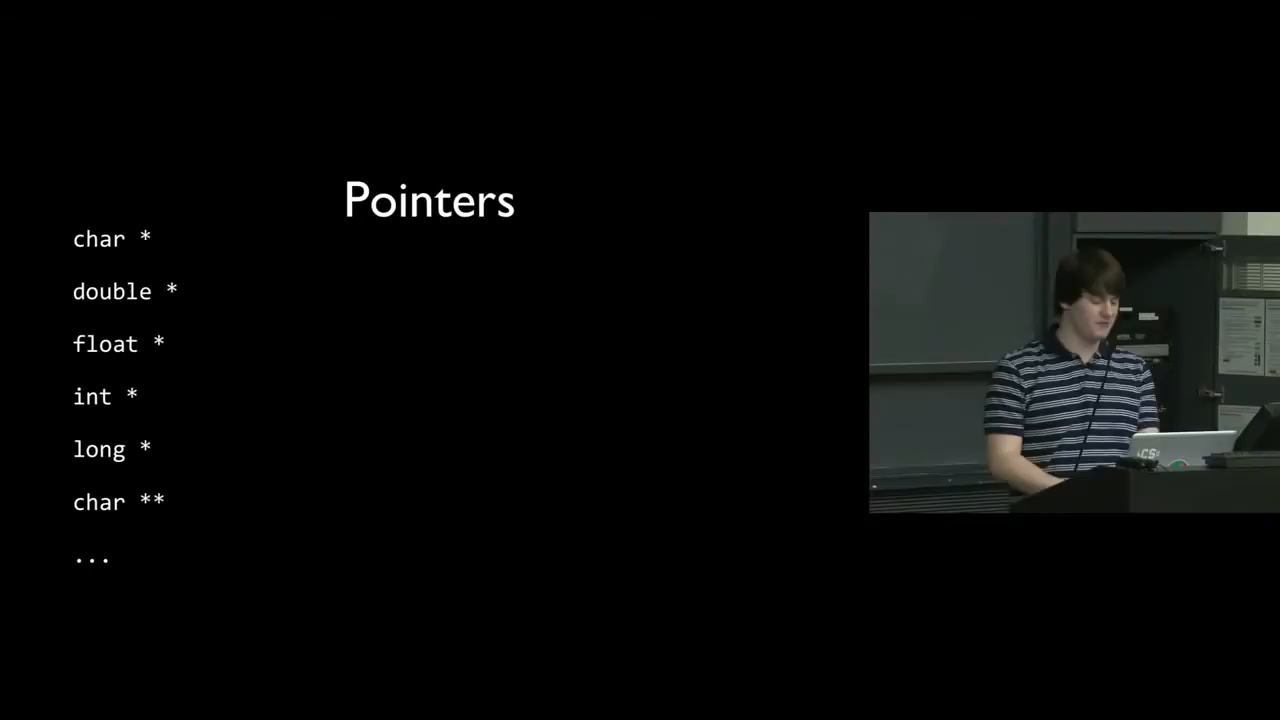 Pointers
char *
double *
float *
int *
long *
char **
...